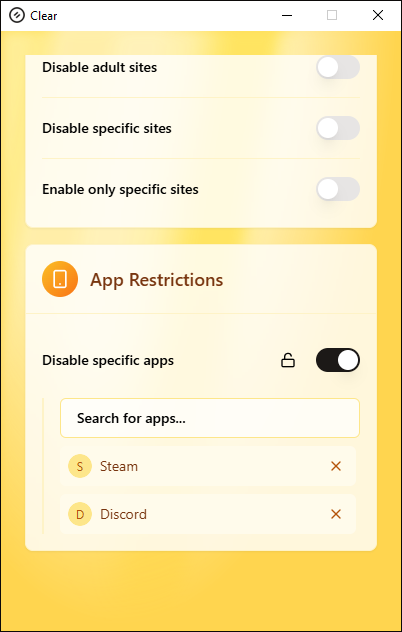 Clear
Disable adult sites
Disable specific sites
Enable only specific sites
App Restrictions
Disable specific apps
Search for apps...
S Steam
D Discord